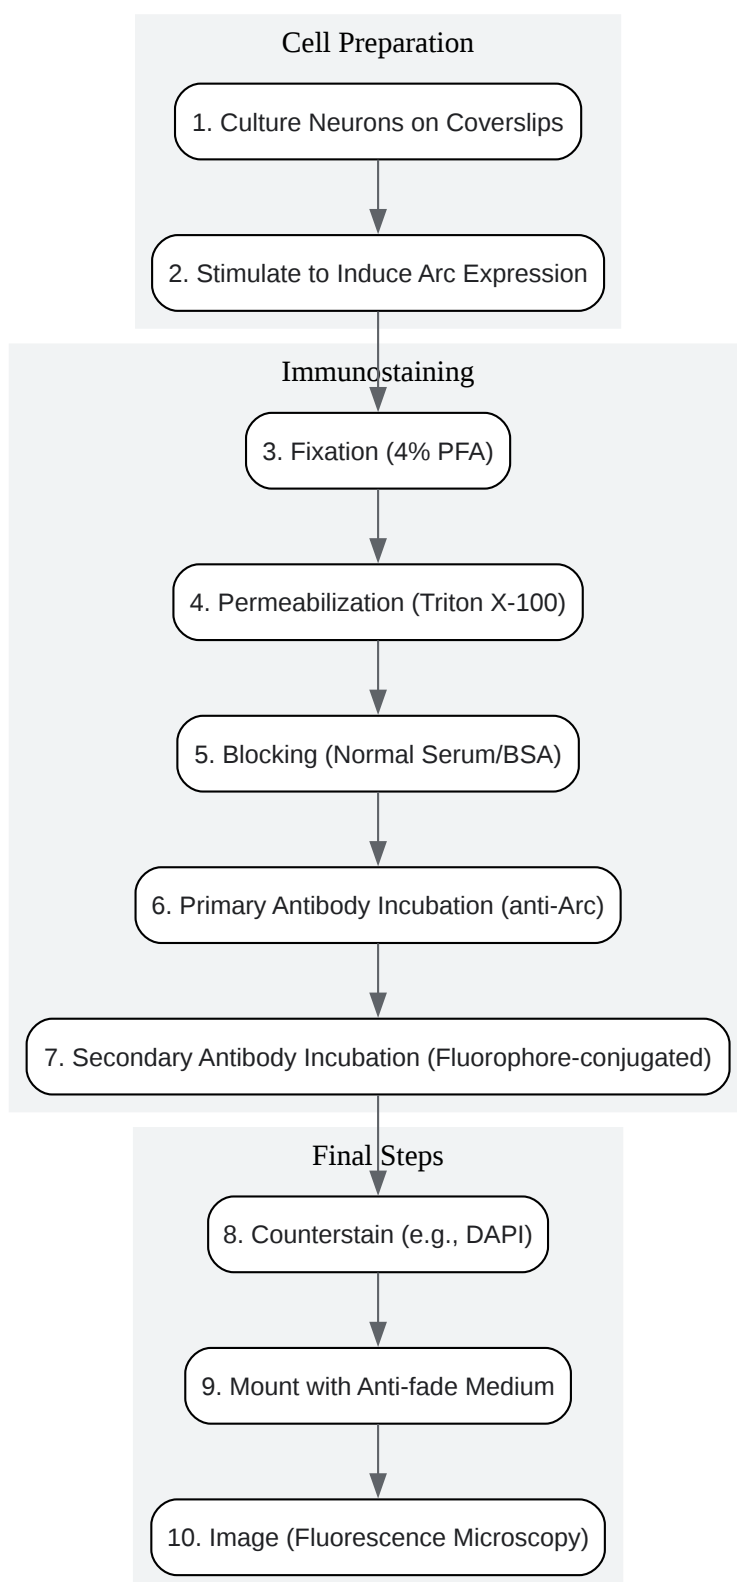 Cell Preparation
1. Culture Neurons on Coverslips
2. Stimulate to Induce Arc Expression
Immunostaining
3. Fixation (4% PFA)
4. Permeabilization (Triton X-100)
5. Blocking (Normal Serum/BSA)
6. Primary Antibody Incubation (anti-Arc)
7. Secondary Antibody Incubation (Fluorophore-conjugated)
Final Steps
8. Counterstain (e.g., DAPI)
9. Mount with Anti-fade Medium
10. Image (Fluorescence Microscopy)